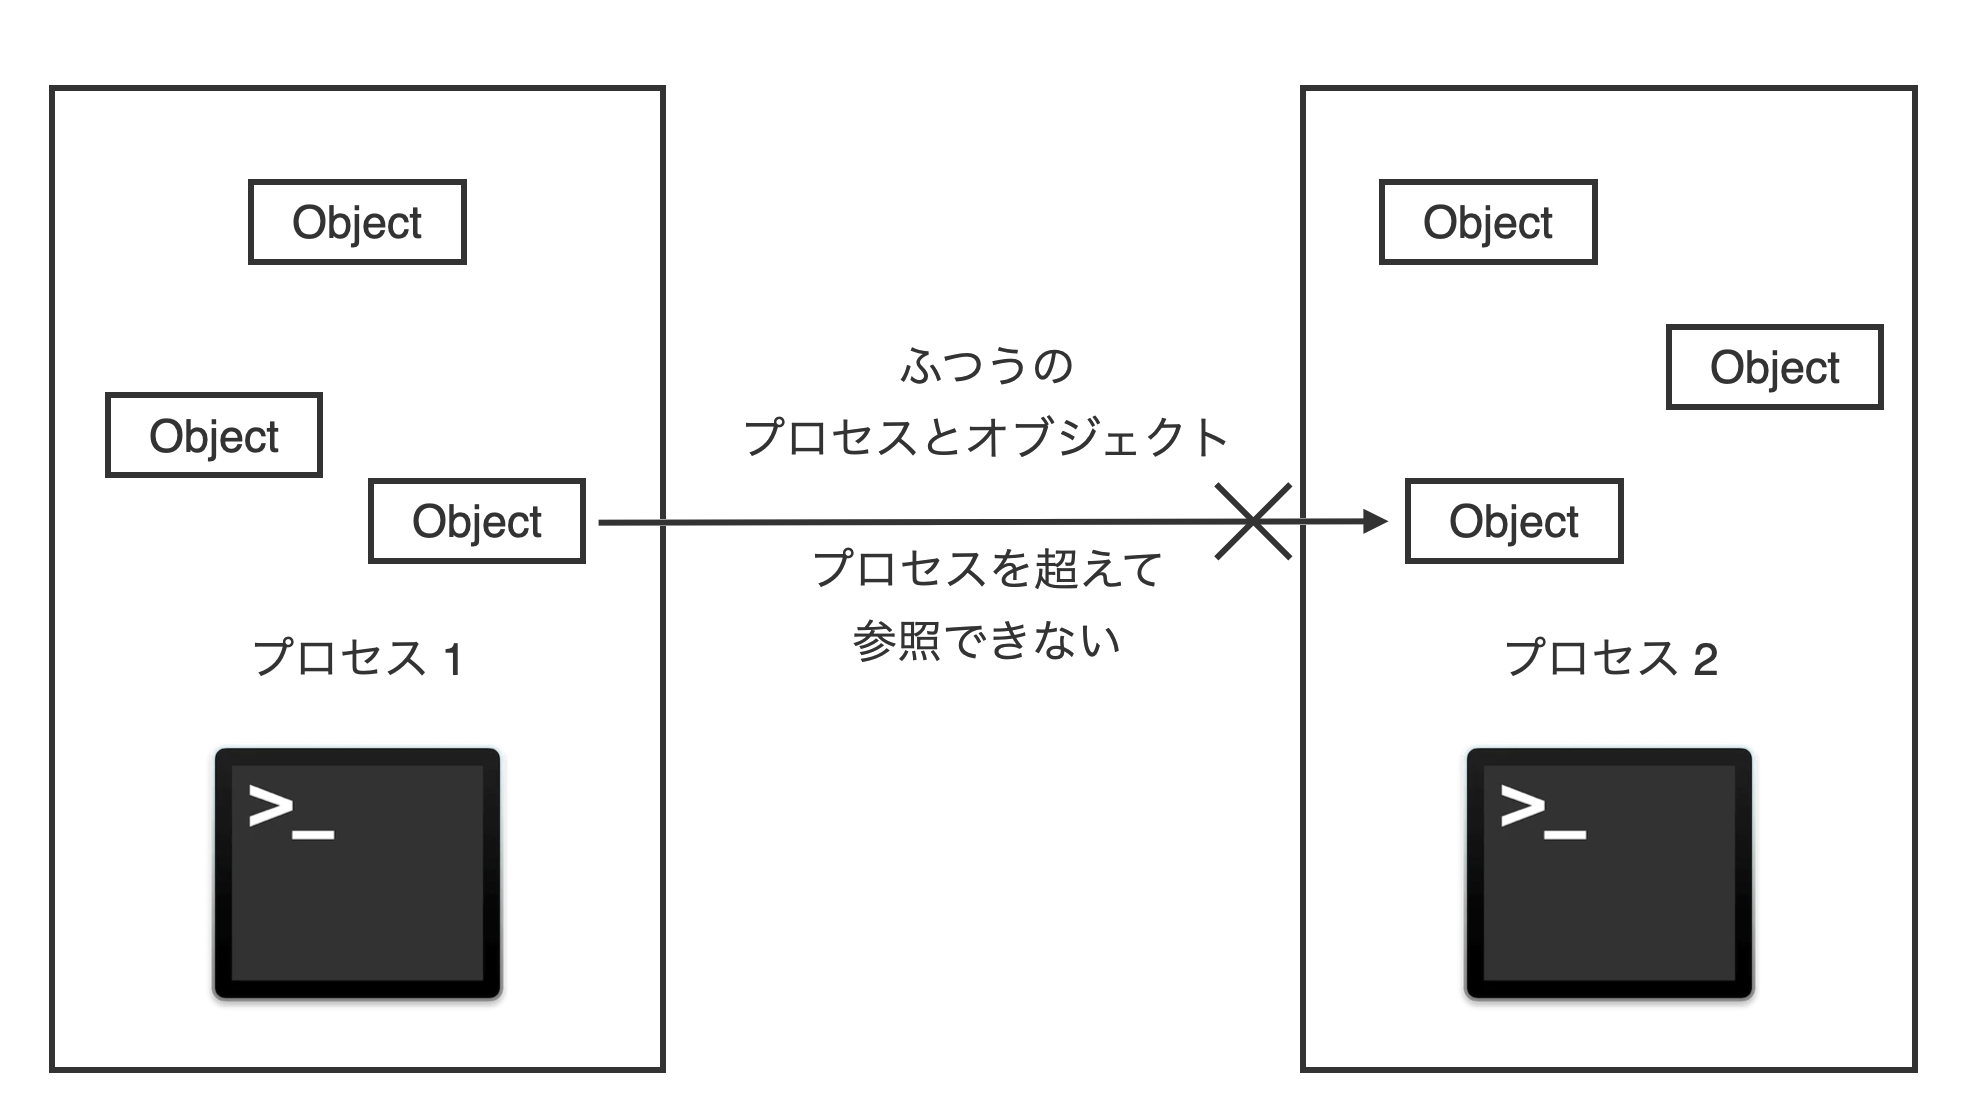 Object
Object
Object
プロセス 1
>_
ふつうの
プロセスとオブジェクト
プロセスを超えて
参照できない
Object
Object
Object
プロセス 2
>_